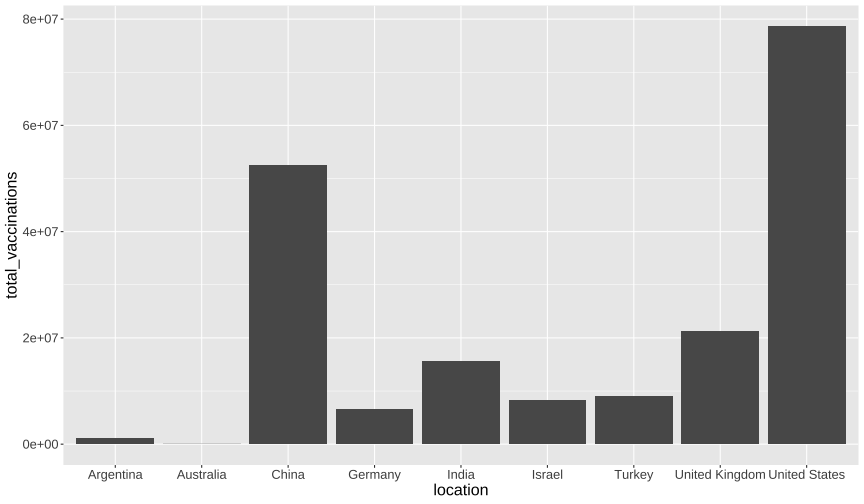 8e+07
6e+07
4e+07
2e+07
0e+00
total_vaccinations
Argentina Australia China Germany India Israel Turkey United Kingdom United States
location